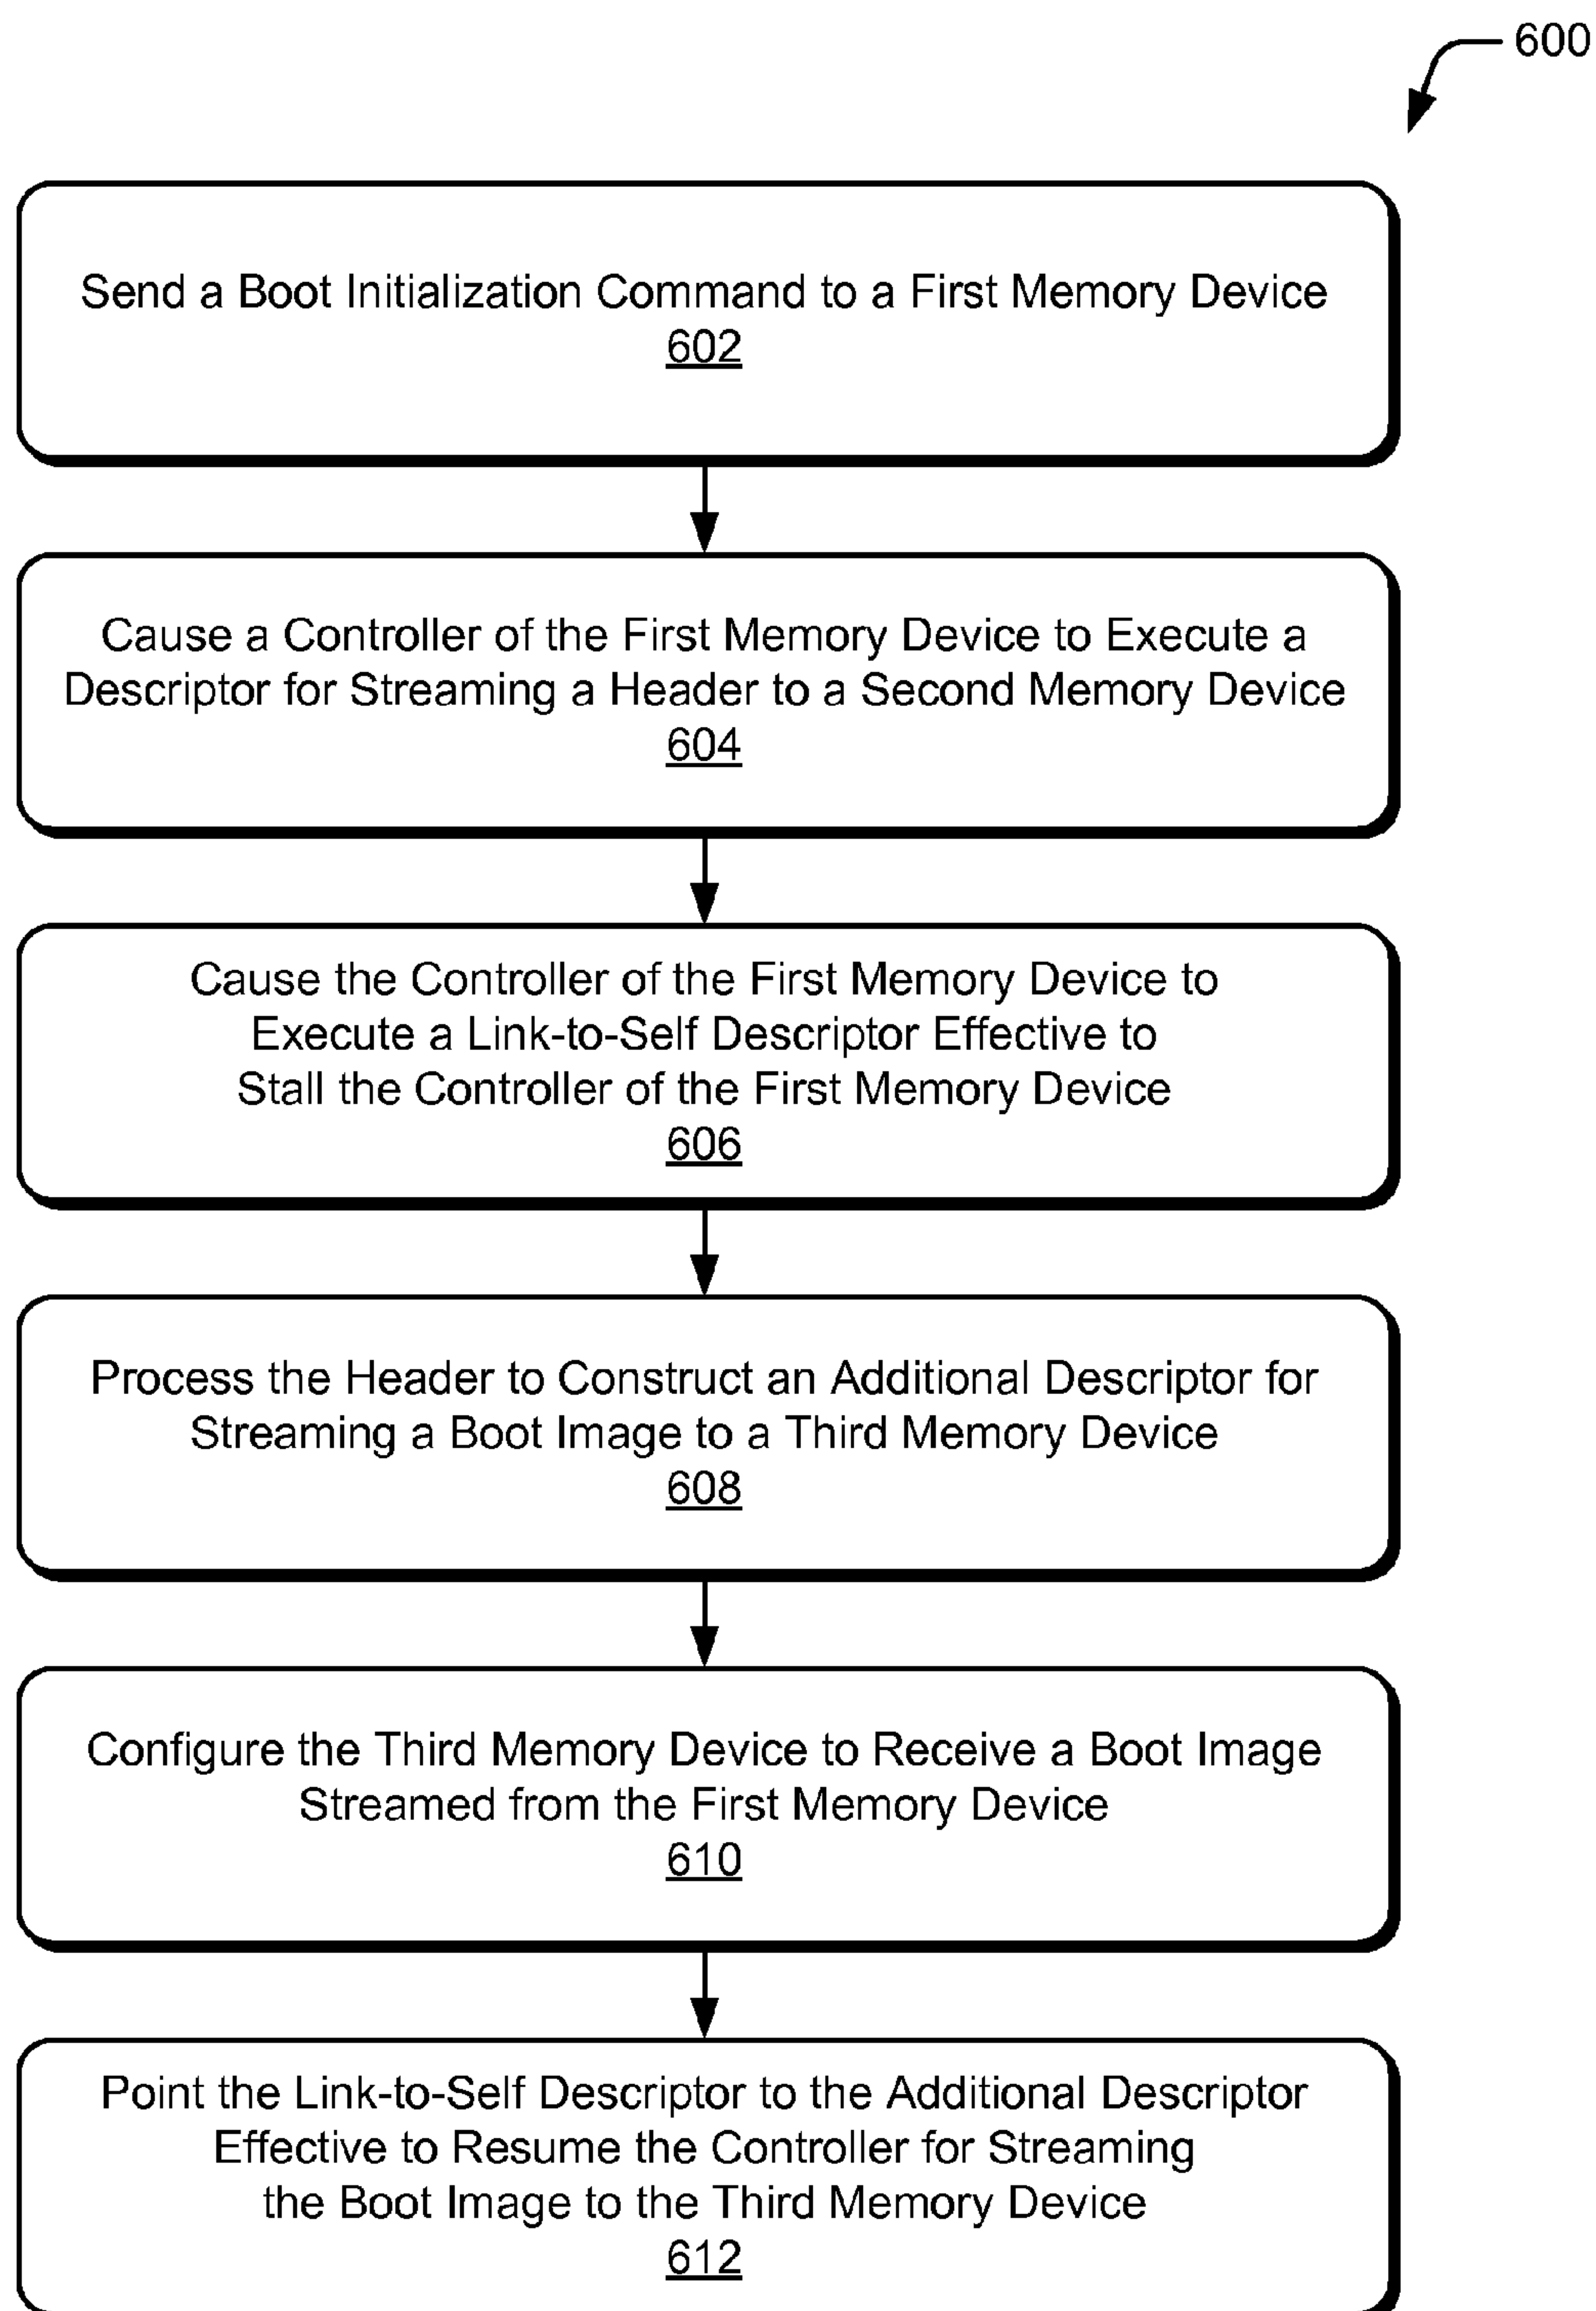 600
Send a Boot Initialization Command to a First Memory Device
602
Cause a Controller of the First Memory Device to Execute a
Descriptor for Streaming a Header to a Second Memory Device
604
Cause the Controller of the First Memory Device to
Execute a Link-to-Self Descriptor Effective to
Stall the Controller of the First Memory Device
606
Process the Header to Construct an Additional Descriptor for
Streaming a Boot Image to a Third Memory Device
608
Configure the Third Memory Device to Receive a Boot Image
Streamed from the First Memory Device
610
Point the Link-to-Self Descriptor to the Additional Descriptor
Effective to Resume the Controller for Streaming
the Boot Image to the Third Memory Device
612